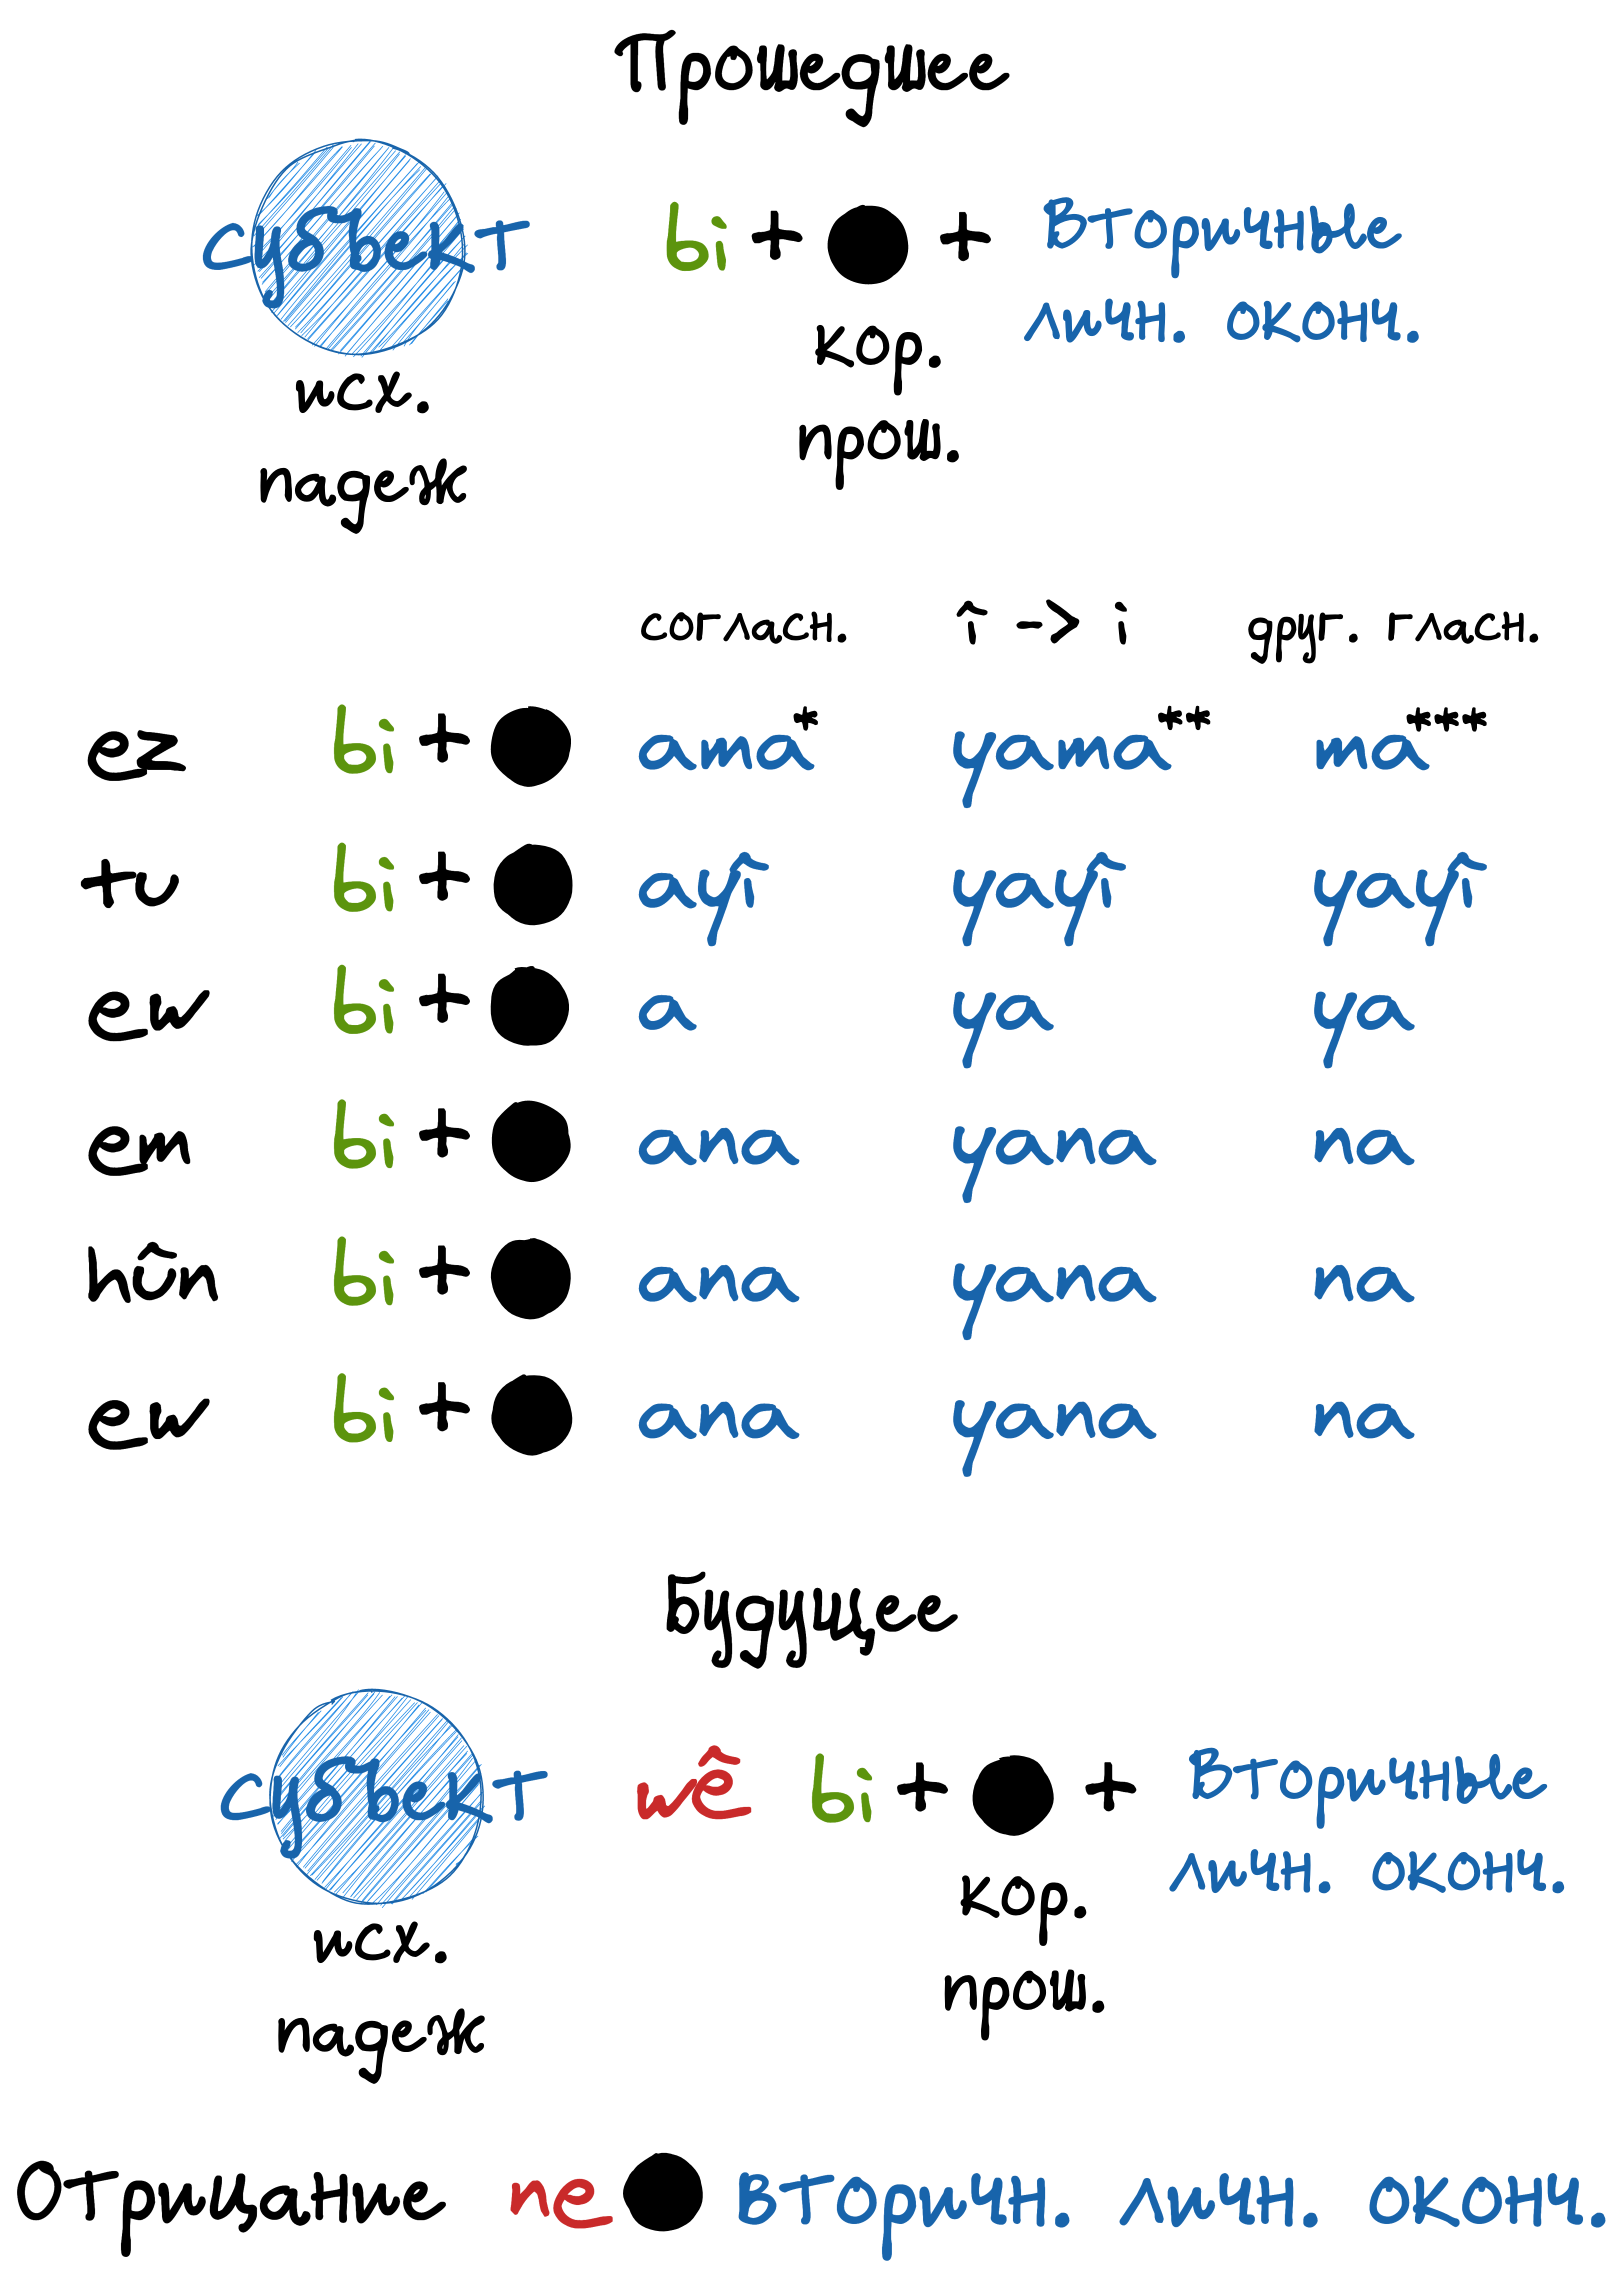 Прошедшее
субъект bi + + Вторичные
личн. оконч.
исх.
падеж
кор.
прош.
согласн. î -> i друг. гласн.
ez bi + ama* yama** ma***
tu bi + ayî yayî yayî
ew bi + a ya ya
em bi + ana yana na
hûn bi + ana yana na
ew bi + ana yana na
Будущее
субъект wê bi + + Вторичные
личн. оконч.
исх.
падеж
кор.
прош.
Отрицание ne вторичн. личн. оконч.